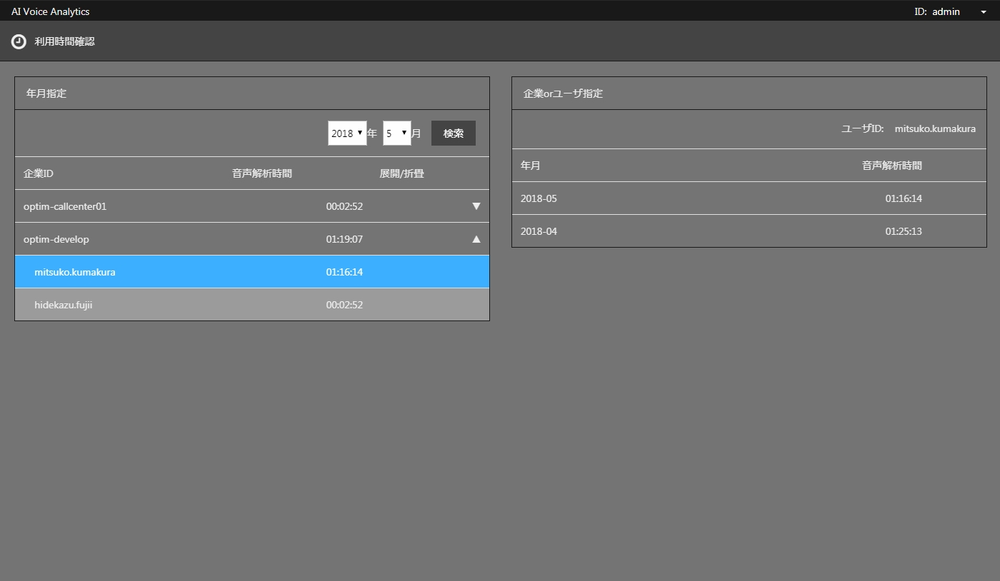 AI Voice Analytics ID: admin
利用時間確認
年月指定
2018 年 5 月 検索
企業ID 音声解析時間 展開/折畳
optim-callcenter01 00:02:52 ▼
optim-develop 01:19:07 ▲
mitsuko.kumakura 01:16:14
hidekazu.fujii 00:02:52
企業orユーザ指定
ユーザID: mitsuko.kumakura
年月 音声解析時間
2018-05 01:16:14
2018-04 01:25:13